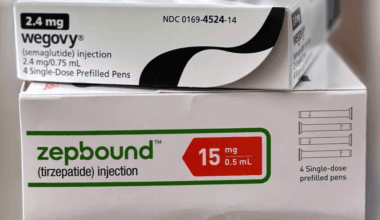 2.4 mg
NDC 0169-4524-14
wegovy®
(semaglutide) injection
2.4 mg/0.75 mL
4 Single-Dose Prefilled Pens
zepbound™
(tirzepatide) injection
15 mg
0.5 mL
4 Single-dose
prefilled pens